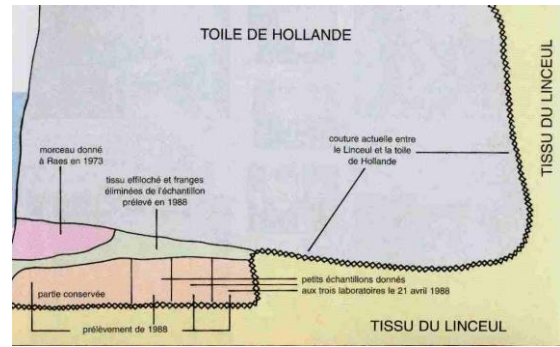 TOILE DE HOLLANDE
TISSU DU LINCEUL
morceau donné
à Raes en 1973
tissu effiloché et franges
éliminées de l'échantillon
prélevé en 1988
couture actuelle entre
le Linceul et la toile
de Hollande
partie conservée
petits échantillons donnés
aux trois laboratoires le 21 avril 1988
prélèvement de 1988
TISSU DU LINCEUL